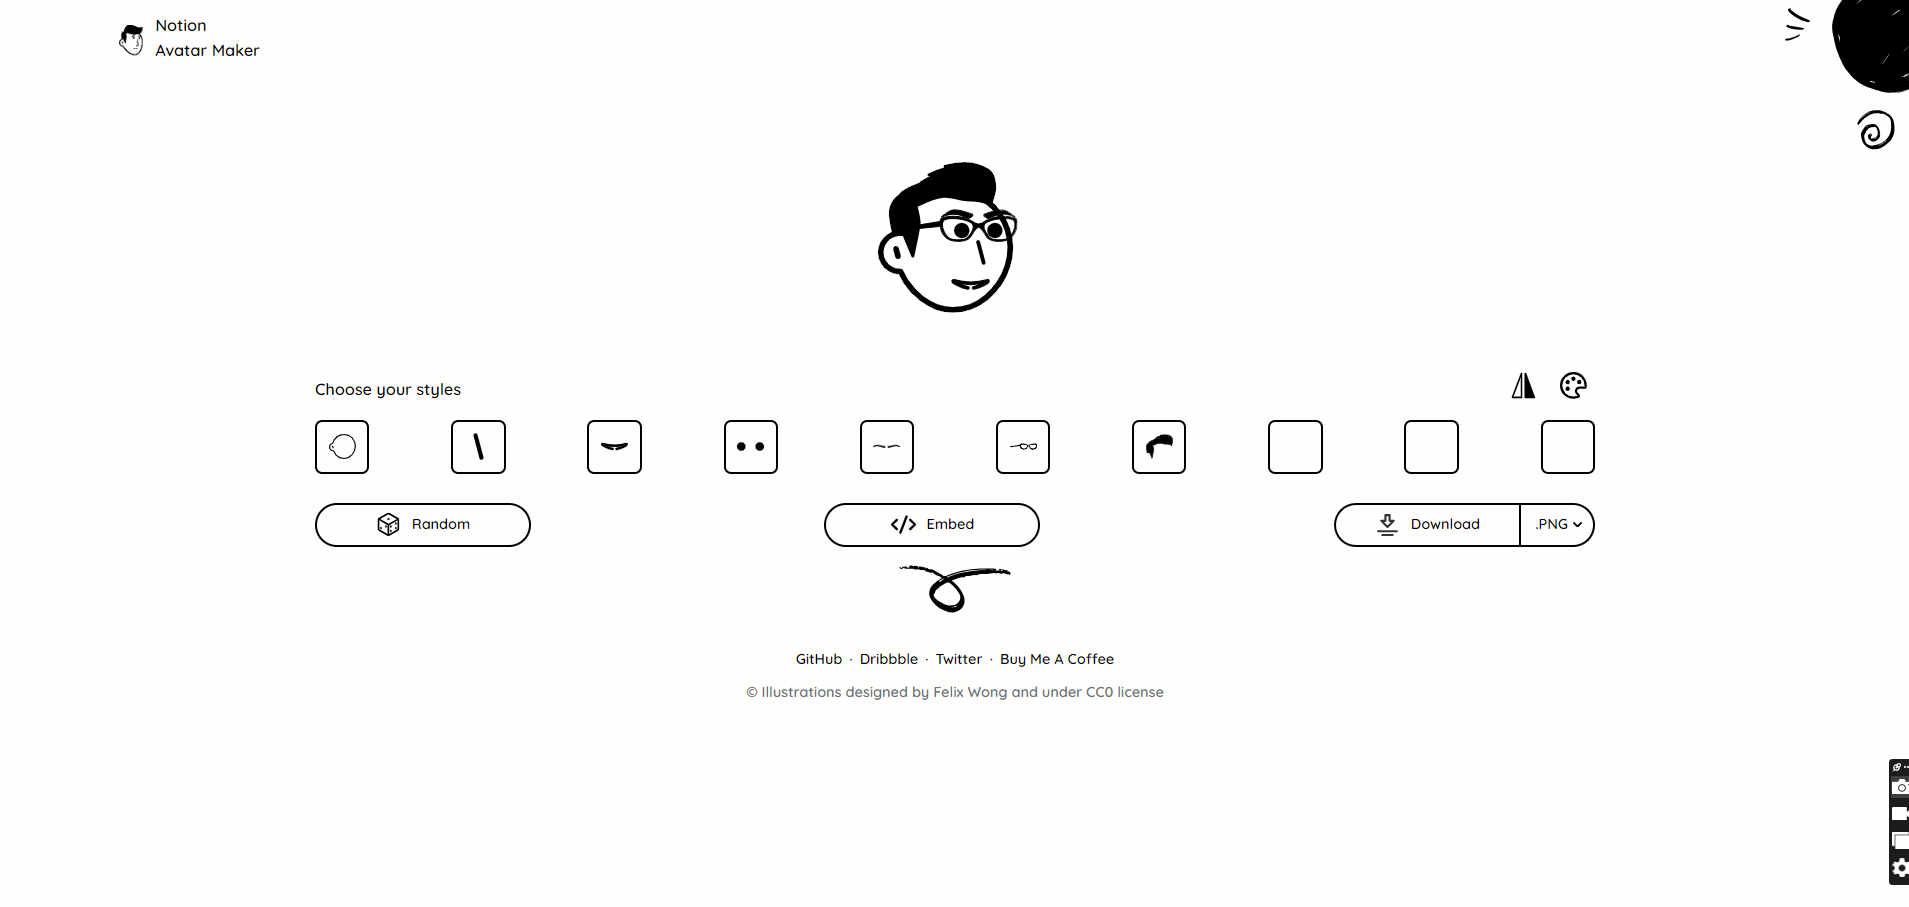 Notion
Avatar Maker
Choose your styles
Random
Embed
Download
.PNG
GitHub · Dribbble · Twitter · Buy Me A Coffee
© Illustrations designed by Felix Wong and under CC0 license